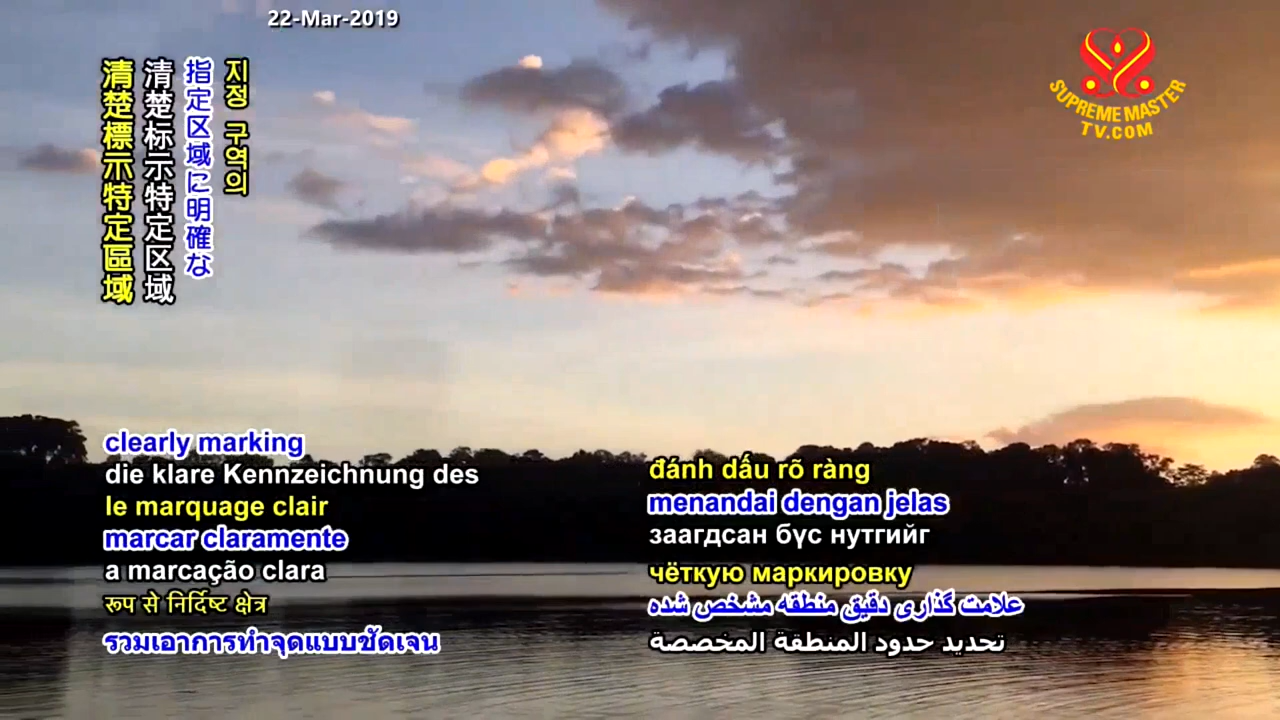 22-Mar-2019
SUPREME MASTER
TV.COM
지정 구역의
指定区域に明確な
清楚标示特定区域
清楚標示特定區域
clearly marking
die klare Kennzeichnung des
le marquage clair
marcar claramente
a marcação clara
रूप से निर्दिष्ट क्षेत्र
รวมเอาการทำจุดแบบชัดเจน
đánh dấu rõ ràng
menandai dengan jelas
заагдсан бүс нутгийг
чёткую маркировку
علامت گذاری دقیق منطقه مشخص شده
تحديد حدود المنطقة المخصصة